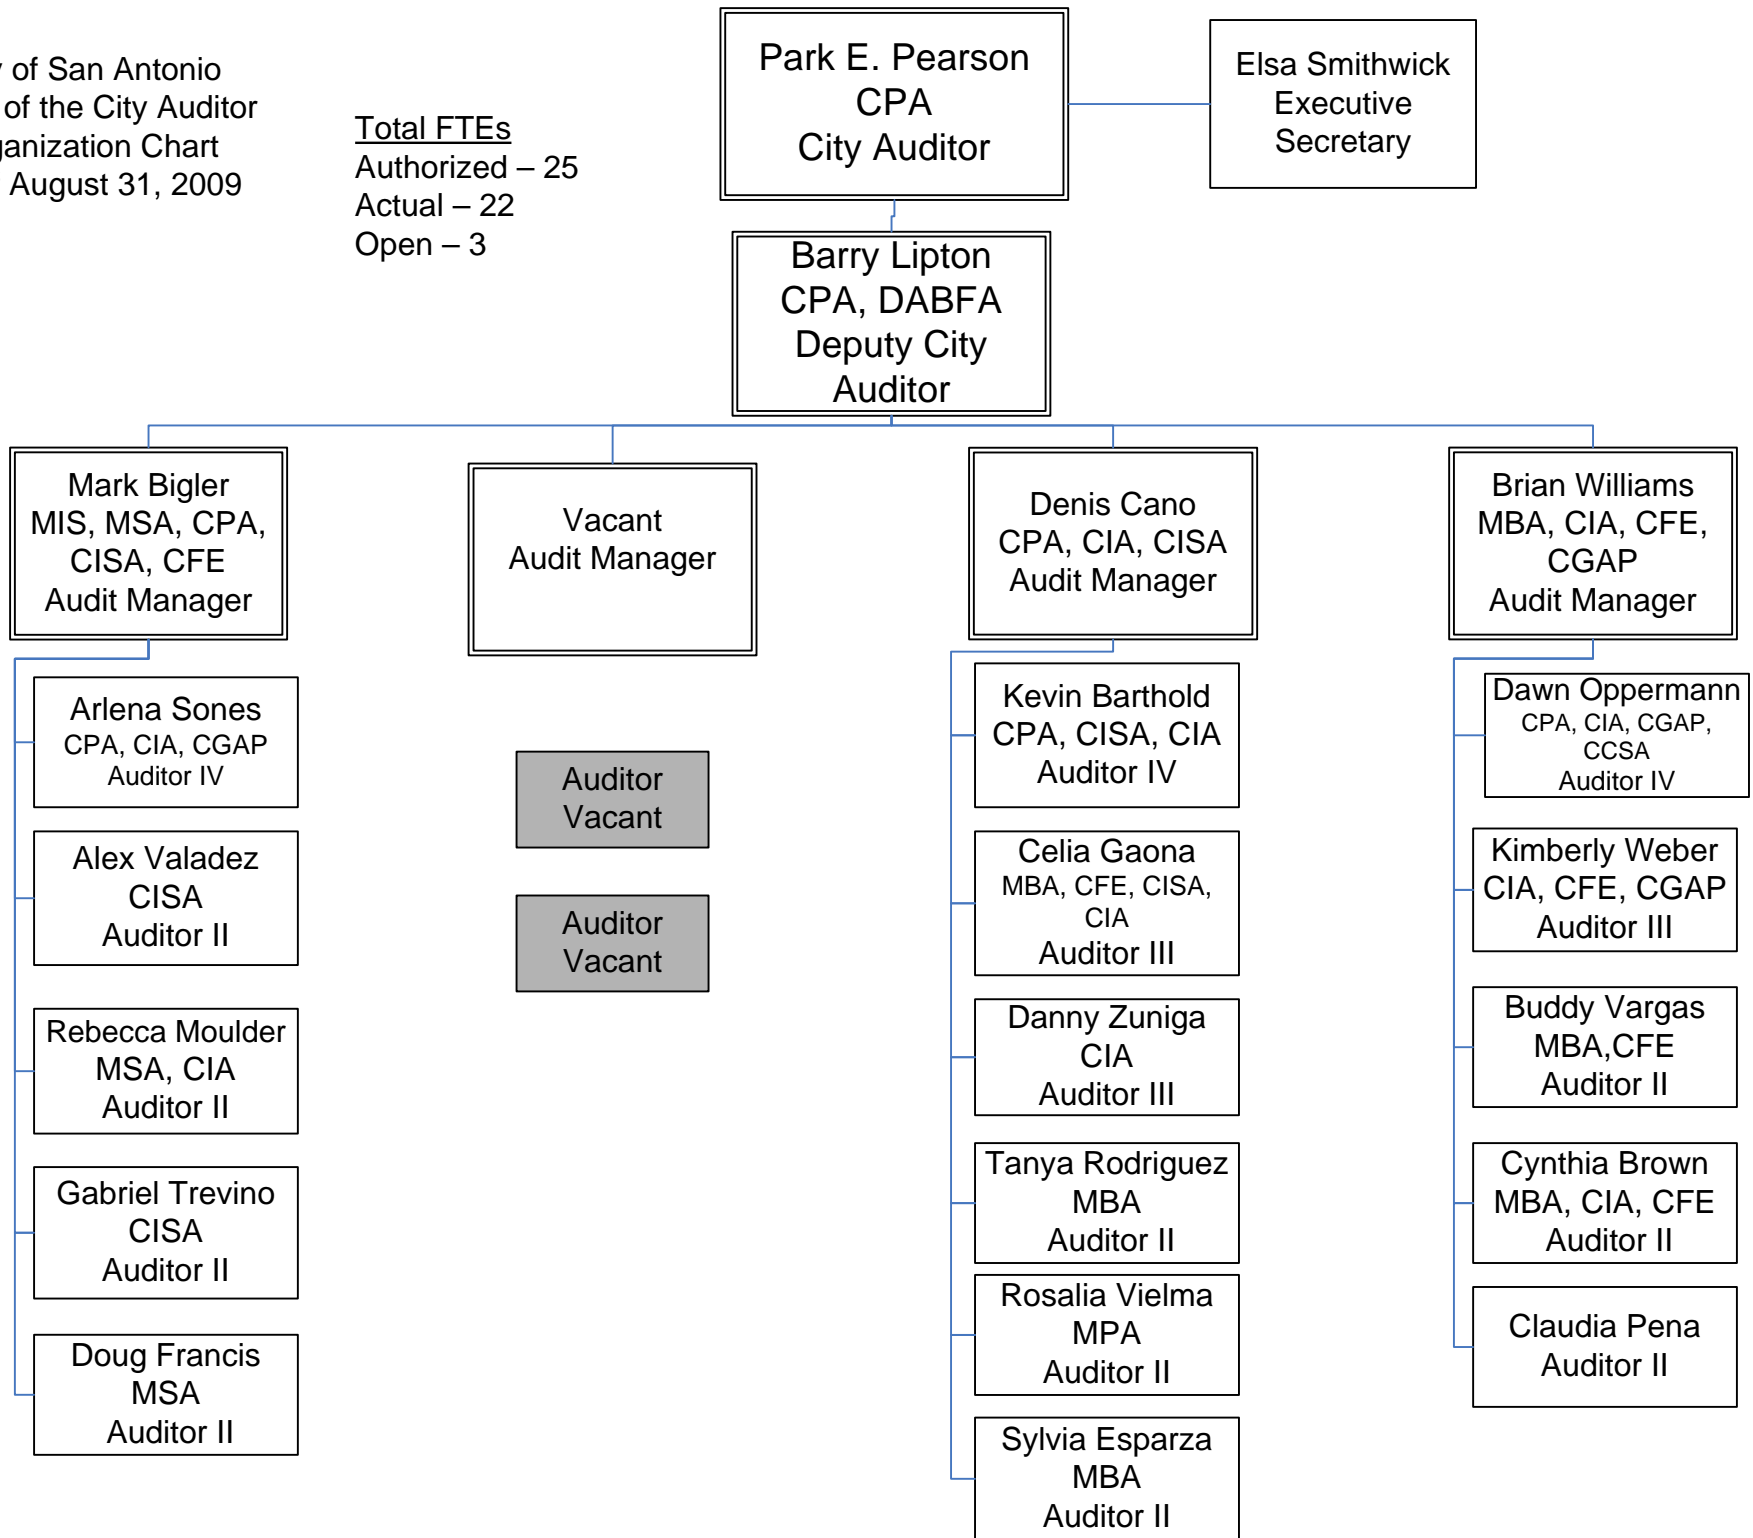 of San Antonio
of the City Auditor
Chart
August 31, 2009
Total FTEs
Authorized – 25
Actual – 22
Open – 3
Park E. Pearson
CPA
City Auditor
Elsa Smithwick
Executive
Secretary
Barry Lipton
CPA, DABFA
Deputy City
Auditor
Mark Bigler
MIS, MSA, CPA,
CISA, CFE
Audit Manager
Vacant
Audit Manager
Denis Cano
CPA, CIA, CISA
Audit Manager
Brian Williams
MBA, CIA, CFE,
CGAP
Audit Manager
Arlena Sones
CPA, CIA, CGAP
Auditor IV
Alex Valadez
CISA
Auditor II
Rebecca Moulder
MSA, CIA
Auditor II
Gabriel Trevino
CISA
Auditor II
Doug Francis
MSA
Auditor II
Auditor
Vacant
Auditor
Vacant
Kevin Barthold
CPA, CISA, CIA
Auditor IV
Celia Gaona
MBA, CFE, CISA,
CIA
Auditor III
Danny Zuniga
CIA
Auditor III
Tanya Rodriguez
MBA
Auditor II
Rosalia Vielma
MPA
Auditor II
Sylvia Esparza
MBA
Auditor II
Dawn Oppermann
CPA, CIA, CGAP,
CCSA
Auditor IV
Kimberly Weber
CIA, CFE, CGAP
Auditor III
Buddy Vargas
MBA,CFE
Auditor II
Cynthia Brown
MBA, CIA, CFE
Auditor II
Claudia Pena
Auditor II